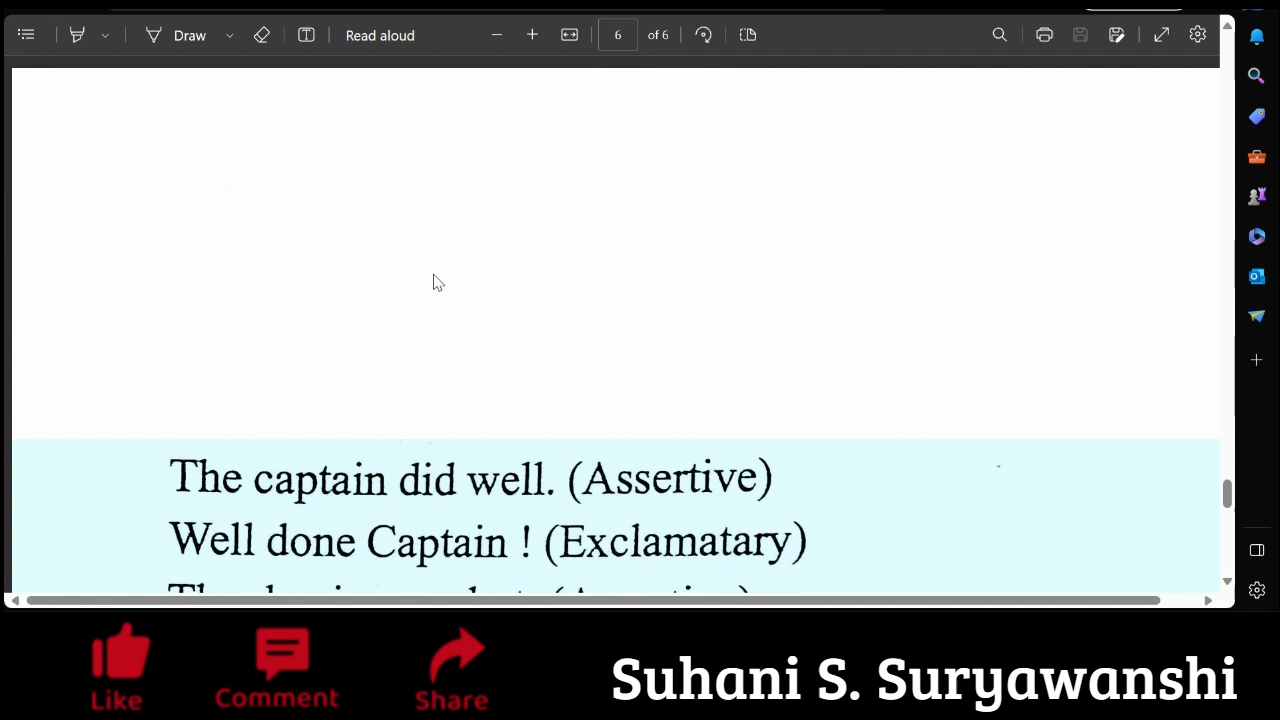 Draw
Read aloud
6 of 6
The captain did well. (Assertive)
Well done Captain ! (Exclamatary)
Like
Comment
Share
Suhani S. Suryawanshi